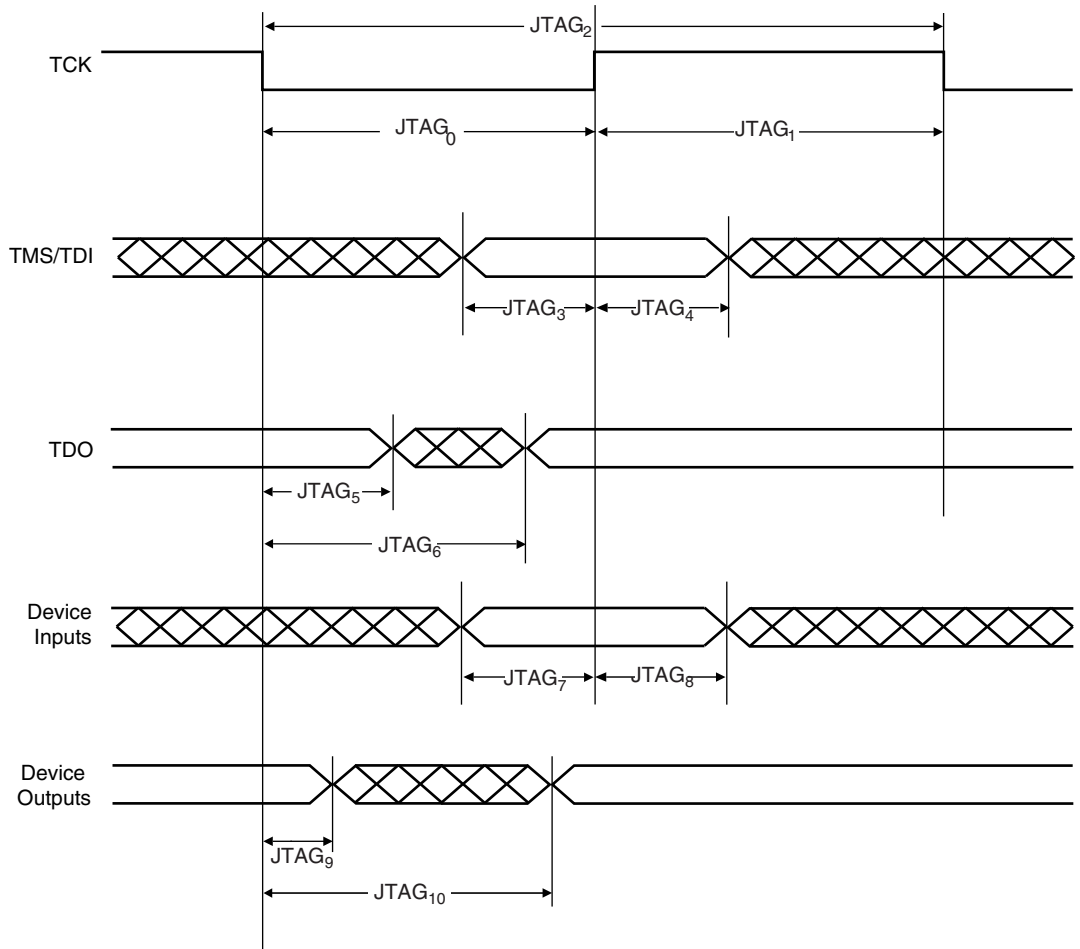 JTAG₂
TCK
JTAG₀
JTAG₁
TMS/TDI
JTAG₃
JTAG₄
TDO
JTAG₅
JTAG₆
Device
Inputs
JTAG₇
JTAG₈
Device
Outputs
JTAG₉
JTAG₁₀